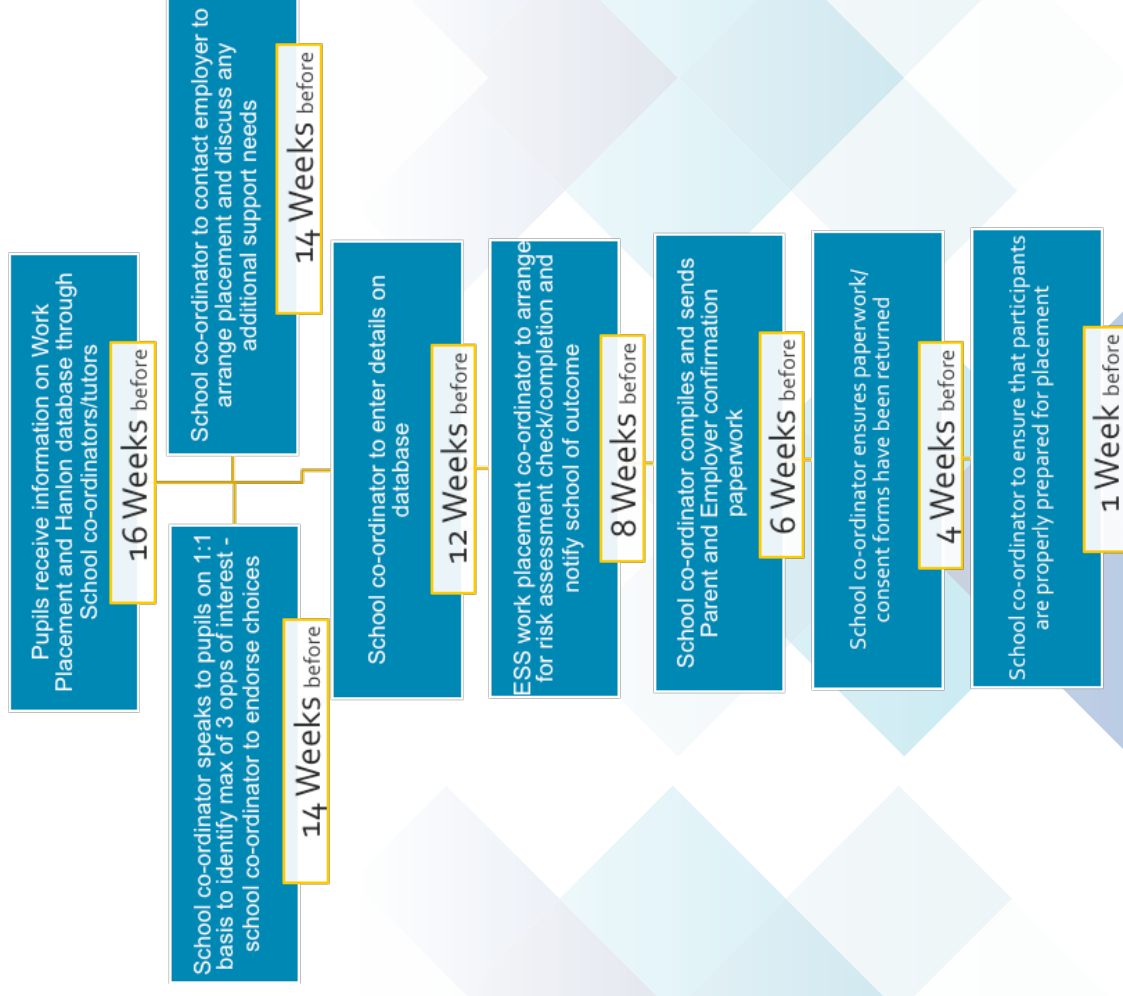 Pupils receive information on Work
Placement and Hanlon database through
School co-ordinators/tutors
16 Weeks before
School co-ordinator speaks to pupils on 1:1
basis to identify max of 3 opps of interest -
school co-ordinator to endorse choices
14 Weeks before
School co-ordinator to contact employer to
arrange placement and discuss any
additional support needs
14 Weeks before
School co-ordinator to enter details on
database
12 Weeks before
ESS work placement co-ordinator to arrange
for risk assessment check/completion and
notify school of outcome
8 Weeks before
School co-ordinator compiles and sends
Parent and Employer confirmation
paperwork
6 Weeks before
School co-ordinator ensures paperwork/
consent forms have been returned
4 Weeks before
School co-ordinator to ensure that participants
are properly prepared for placement
1 Week before